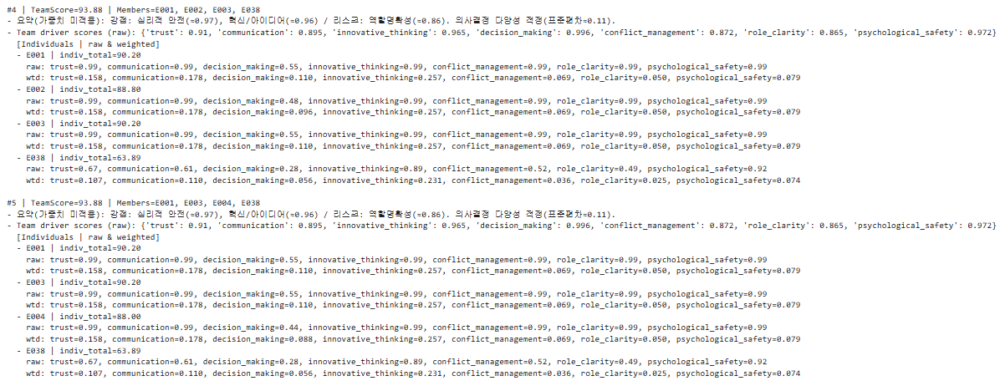 #4 | TeamScore=93.88 | Members=E001, E002, E003, E038
- 요약(가중치 미적용): 강점: 심리적 안전(≈0.97), 혁신/아이디어(≈0.96) / 리스크: 역할명확성(≈0.86). 의사결정 다양성 적정(표준편차≈0.11).
- Team driver scores (raw): {'trust': 0.91, 'communication': 0.895, 'innovative_thinking': 0.965, 'decision_making': 0.996, 'conflict_management': 0.872, 'role_clarity': 0.865, 'psychological_safety': 0.972}
[Individuals | raw & weighted]
- E001 | indiv_total≈90.20
raw: trust=0.99, communication=0.99, decision_making=0.55, innovative_thinking=0.99, conflict_management=0.99, role_clarity=0.99, psychological_safety=0.99
wtd: trust=0.158, communication=0.178, decision_making=0.110, innovative_thinking=0.257, conflict_management=0.069, role_clarity=0.050, psychological_safety=0.079
- E002 | indiv_total≈88.80
raw: trust=0.99, communication=0.99, decision_making=0.48, innovative_thinking=0.99, conflict_management=0.99, role_clarity=0.99, psychological_safety=0.99
wtd: trust=0.158, communication=0.178, decision_making=0.096, innovative_thinking=0.257, conflict_management=0.069, role_clarity=0.050, psychological_safety=0.079
- E003 | indiv_total≈90.20
raw: trust=0.99, communication=0.99, decision_making=0.55, innovative_thinking=0.99, conflict_management=0.99, role_clarity=0.99, psychological_safety=0.99
wtd: trust=0.158, communication=0.178, decision_making=0.110, innovative_thinking=0.257, conflict_management=0.069, role_clarity=0.050, psychological_safety=0.079
- E038 | indiv_total≈63.89
raw: trust=0.67, communication=0.61, decision_making=0.28, innovative_thinking=0.89, conflict_management=0.52, role_clarity=0.49, psychological_safety=0.92
wtd: trust=0.107, communication=0.110, decision_making=0.056, innovative_thinking=0.231, conflict_management=0.036, role_clarity=0.025, psychological_safety=0.074
#5 | TeamScore=93.88 | Members=E001, E003, E004, E038
- 요약(가중치 미적용): 강점: 심리적 안전(≈0.97), 혁신/아이디어(≈0.96) / 리스크: 역할명확성(≈0.86). 의사결정 다양성 적정(표준편차≈0.11).
- Team driver scores (raw): {'trust': 0.91, 'communication': 0.895, 'innovative_thinking': 0.965, 'decision_making': 0.996, 'conflict_management': 0.872, 'role_clarity': 0.865, 'psychological_safety': 0.972}
[Individuals | raw & weighted]
- E001 | indiv_total≈90.20
raw: trust=0.99, communication=0.99, decision_making=0.55, innovative_thinking=0.99, conflict_management=0.99, role_clarity=0.99, psychological_safety=0.99
wtd: trust=0.158, communication=0.178, decision_making=0.110, innovative_thinking=0.257, conflict_management=0.069, role_clarity=0.050, psychological_safety=0.079
- E003 | indiv_total≈90.20
raw: trust=0.99, communication=0.99, decision_making=0.55, innovative_thinking=0.99, conflict_management=0.99, role_clarity=0.99, psychological_safety=0.99
wtd: trust=0.158, communication=0.178, decision_making=0.110, innovative_thinking=0.257, conflict_management=0.069, role_clarity=0.050, psychological_safety=0.079
- E004 | indiv_total≈88.00
raw: trust=0.99, communication=0.99, decision_making=0.44, innovative_thinking=0.99, conflict_management=0.99, role_clarity=0.99, psychological_safety=0.99
wtd: trust=0.158, communication=0.178, decision_making=0.088, innovative_thinking=0.257, conflict_management=0.069, role_clarity=0.050, psychological_safety=0.079
- E038 | indiv_total≈63.89
raw: trust=0.67, communication=0.61, decision_making=0.28, innovative_thinking=0.89, conflict_management=0.52, role_clarity=0.49, psychological_safety=0.92
wtd: trust=0.107, communication=0.110, decision_making=0.056, innovative_thinking=0.231, conflict_management=0.036, role_clarity=0.025, psychological_safety=0.074